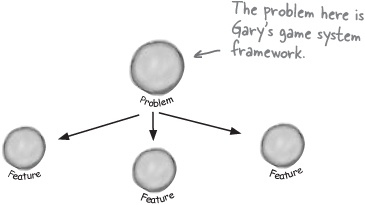 The problem here is
Gary's game system
framework.
Problem
Feature
Feature
Feature